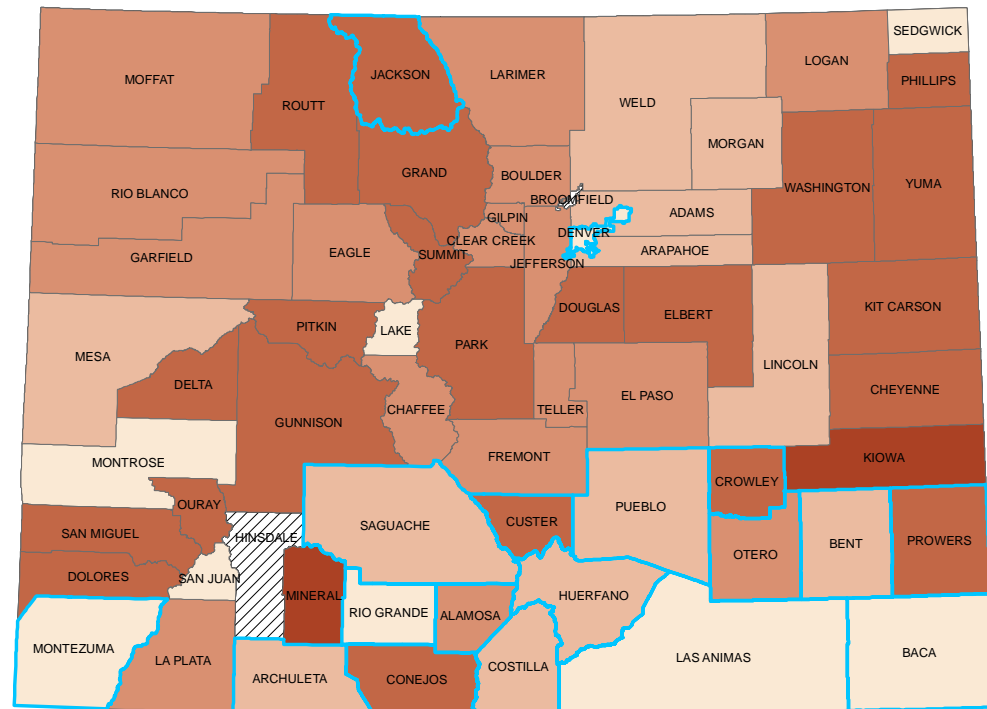 SEDGWICK
LOGAN
JACKSON
LARIMER
MOFFAT
PHILLIPS
ROUTT
WELD
MORGAN
GRAND
BOULDER
YUMA
WASHINGTON
RIO BLANCO
BROOMFIELD
ADAMS
GILPIN
DENVER
CLEAR CREEK
ARAPAHOE
EAGLE
SUMMIT
GARFIELD
JEFFERSON
DOUGLAS
KIT CARSON
ELBERT
PITKIN
LAKE
PARK
MESA
LINCOLN
DELTA
CHEYENNE
EL PASO
CHAFFEE
TELLER
GUNNISON
FREMONT
KIOWA
MONTROSE
CROWLEY
OURAY
PUEBLO
CUSTER
SAGUACHE
SAN MIGUEL
HINSDALE
PROWERS
BENT
OTERO
DOLORES
SAN JUAN
MINERAL
HUERFANO
RIO GRANDE
ALAMOSA
MONTEZUMA
BACA
LAS ANIMAS
LA PLATA
COSTILLA
ARCHULETA
CONEJOS